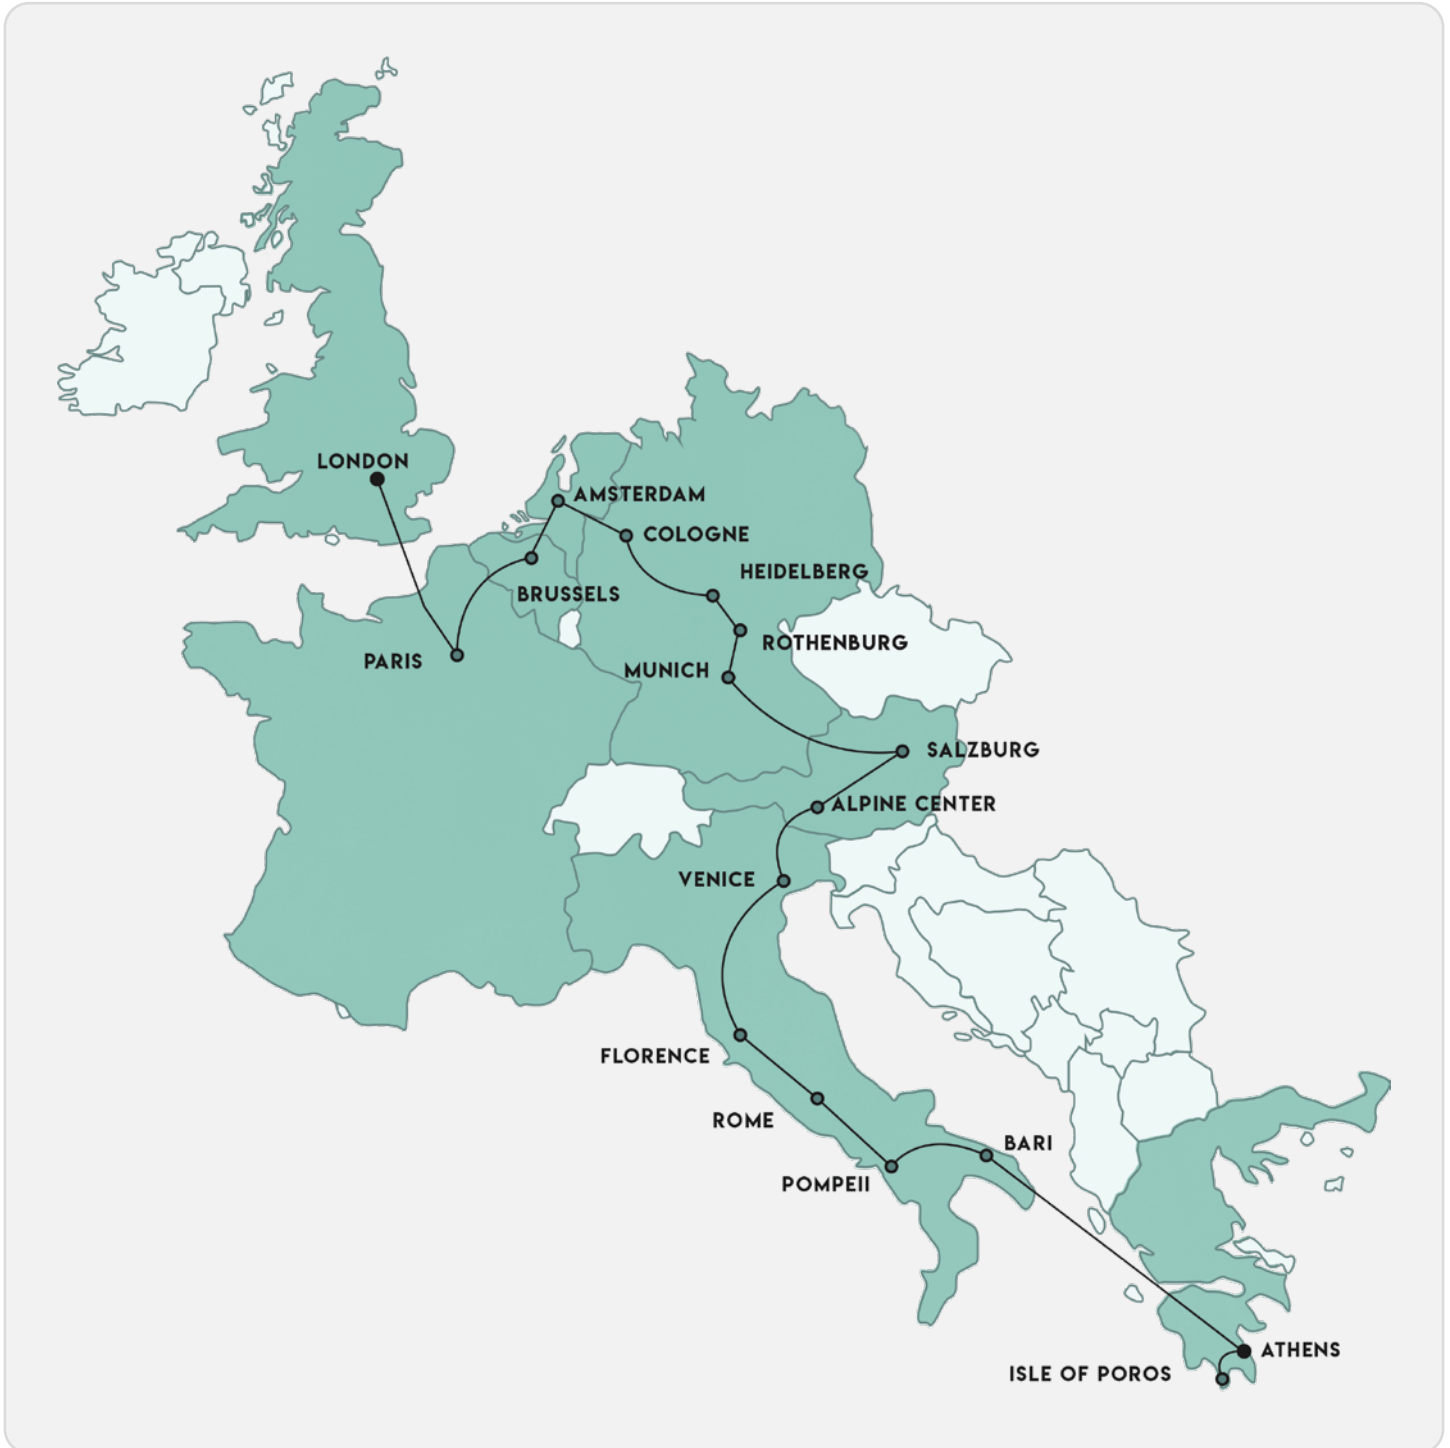 LONDON
AMSTERDAM
COLOGNE
HEIDELBERG
BRUSSELS
ROTHENBURG
PARIS
MUNICH
SALZBURG
ALPINE CENTER
VENICE
FLORENCE
ROME
BARI
POMPEII
ATHENS
ISLE OF POROS